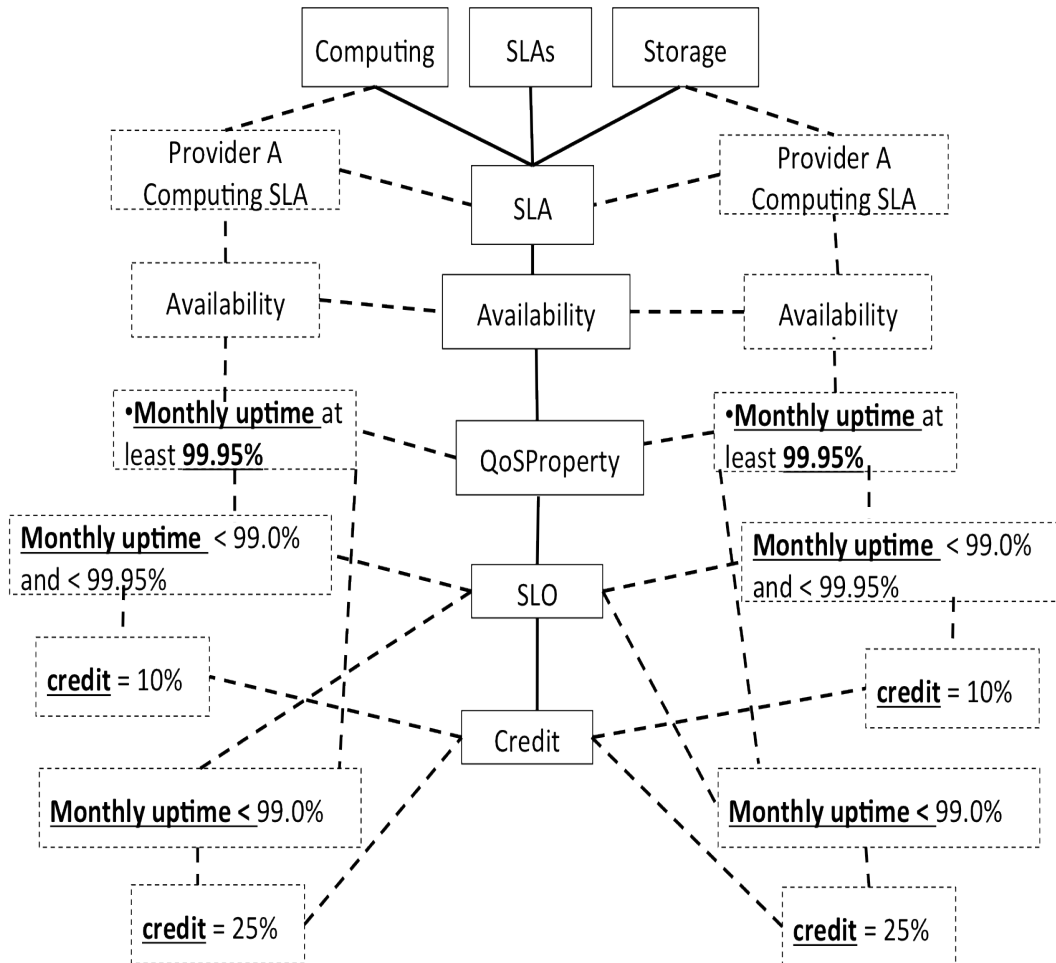 Computing
SLAs
Storage
Provider A
Computing SLA
Provider A
Computing SLA
SLA
Availability
Availability
Availability
•Monthly uptime at
least 99.95%
•Monthly uptime at
least 99.95%
QoSProperty
Monthly uptime < 99.0%
and < 99.95%
Monthly uptime < 99.0%
and < 99.95%
SLO
credit = 10%
credit = 10%
Credit
Monthly uptime < 99.0%
Monthly uptime < 99.0%
credit = 25%
credit = 25%